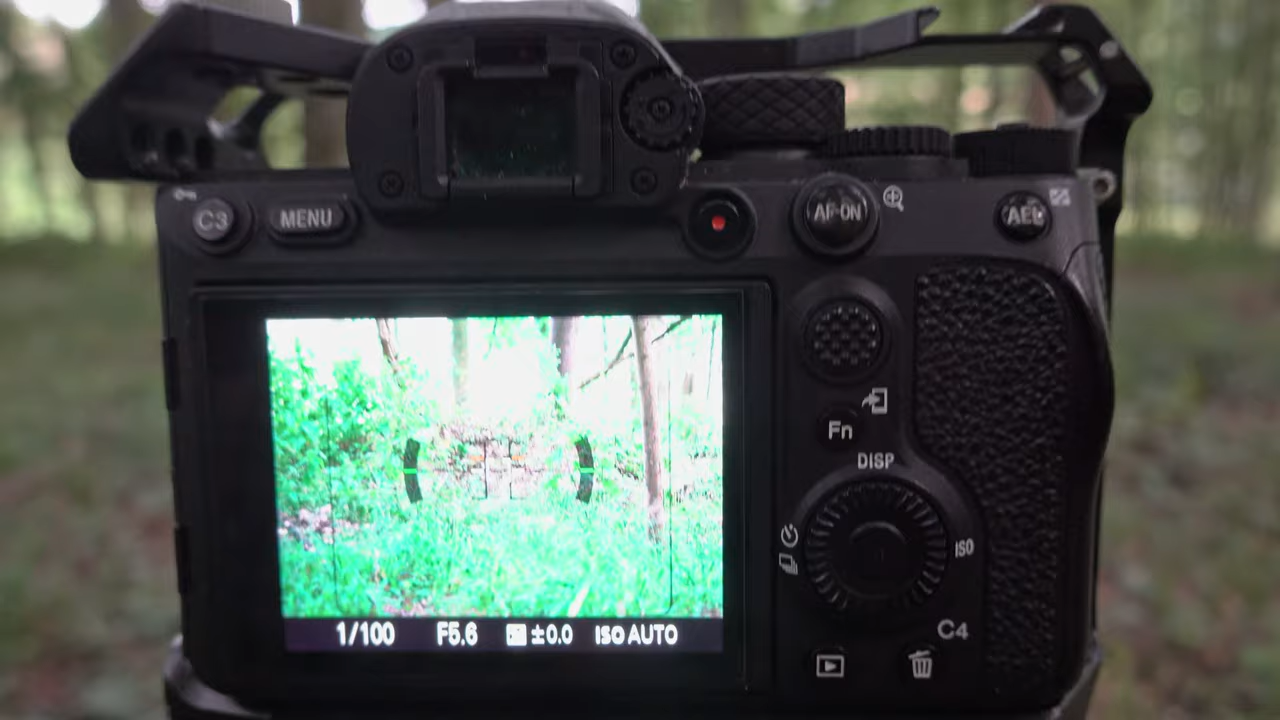 C3 MENU AF-ON AEL
Fn
DISP
ISO
C4
1/100 F5.6 ±0.0 ISO AUTO